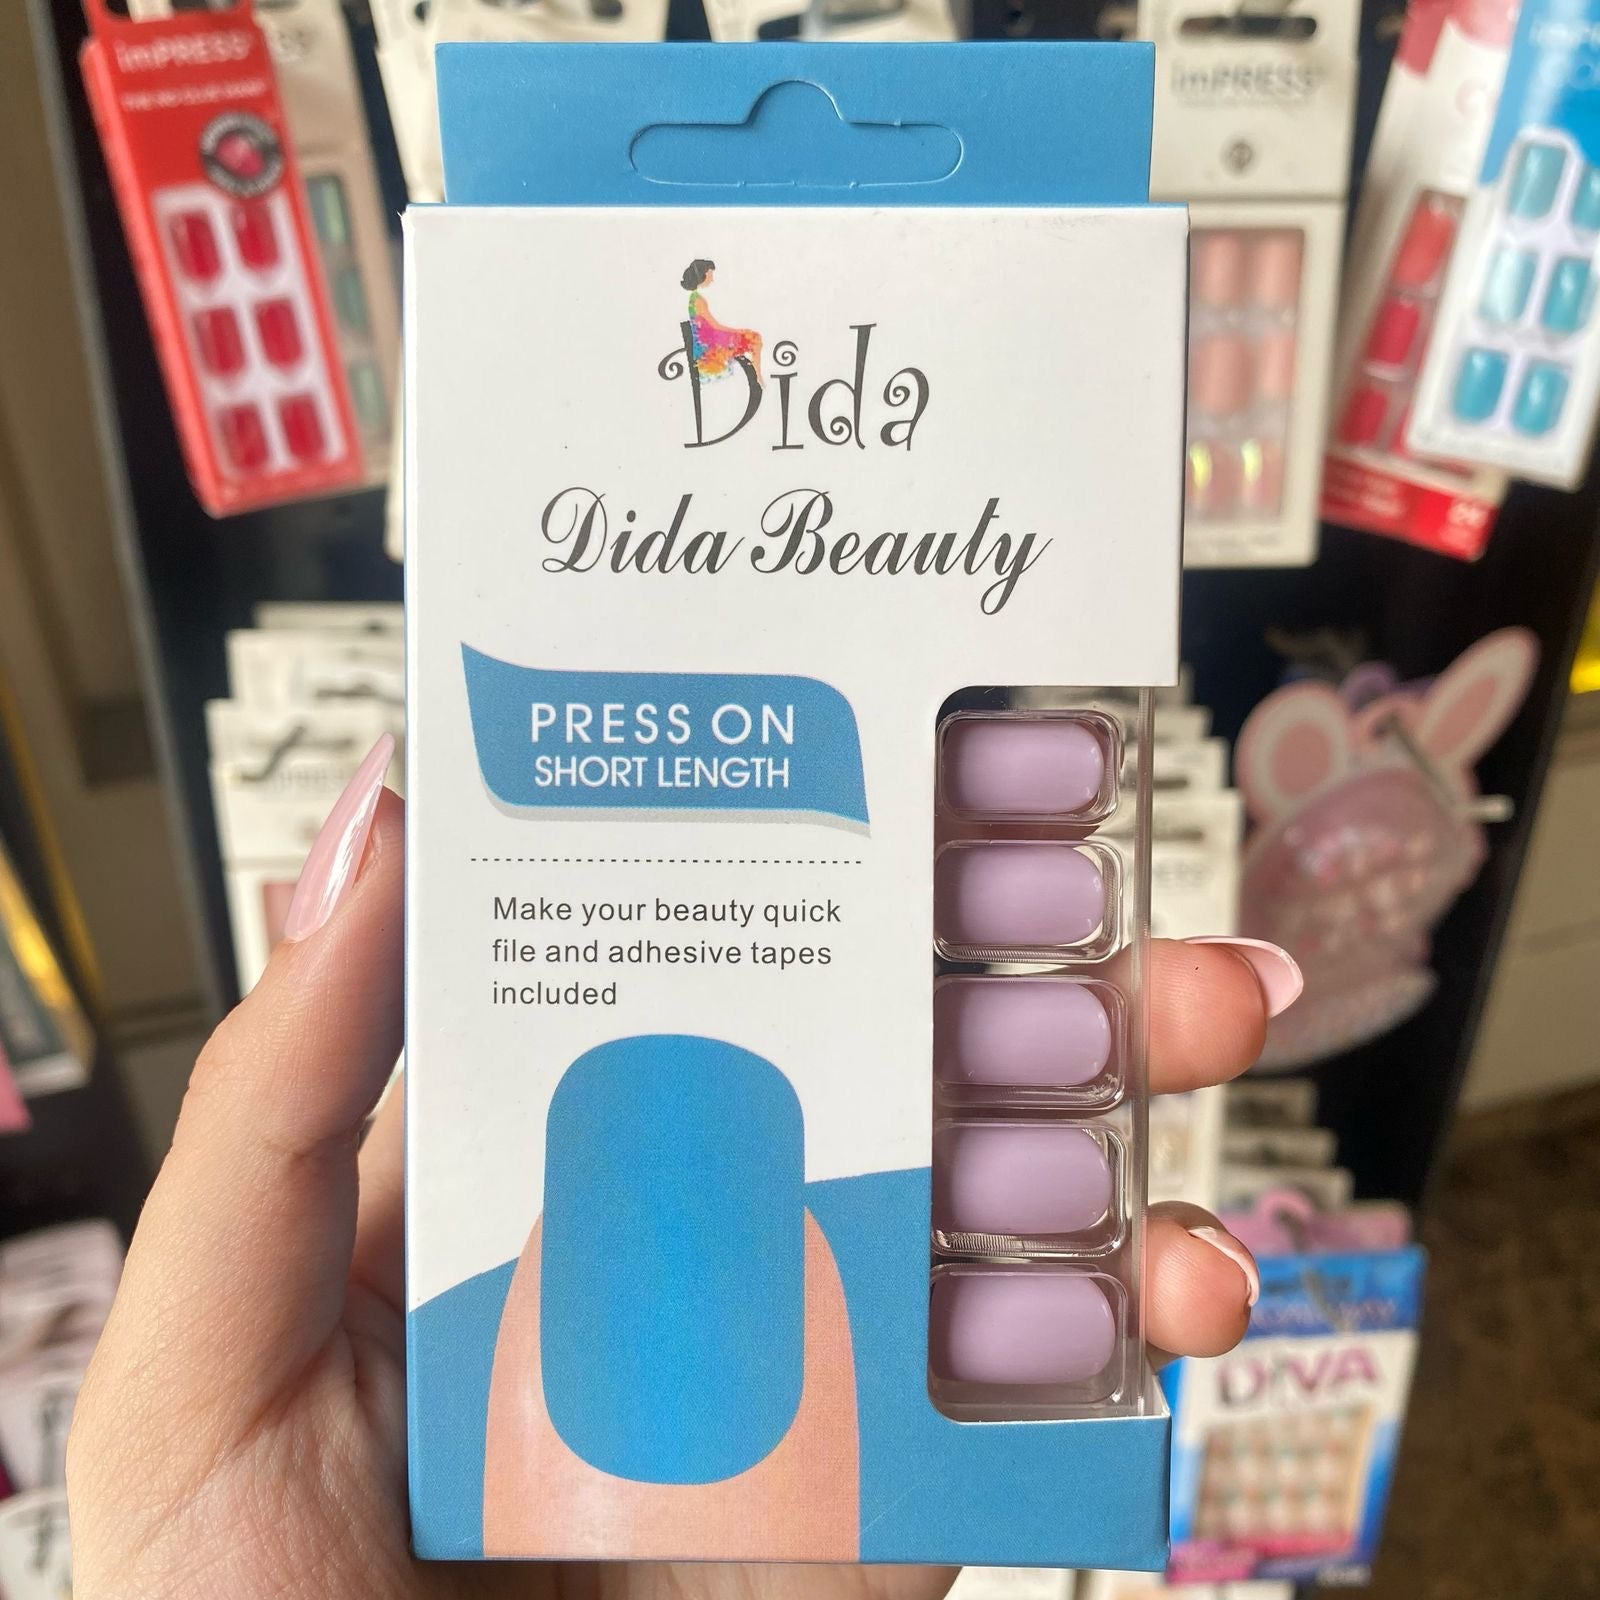 imPRESS
imPRESS
Dida
Dida Beauty
PRESS ON
SHORT LENGTH
Make your beauty quick
file and adhesive tapes
included
DIVA